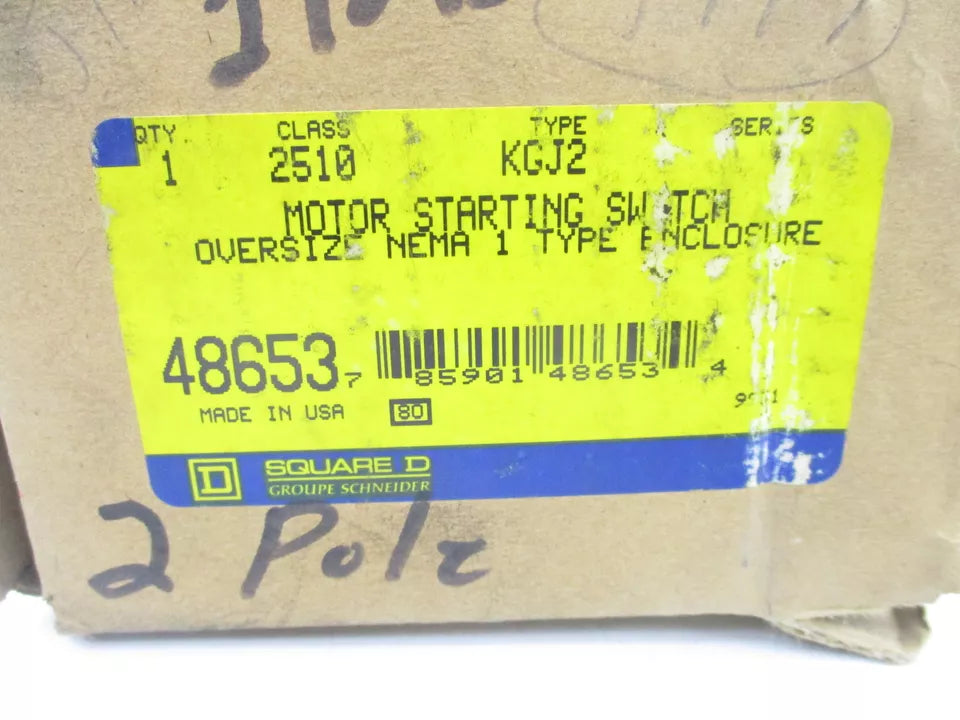 QTY CLASS TYPE SERIES
1 2510 KGJ2
MOTOR STARTING SWITCH
OVERSIZE NEMA 1 TYPE ENCLOSURE
48653 7 85901 48653 4
MADE IN USA 80
D SQUARE D
GROUPE SCHNEIDER
2 Pole